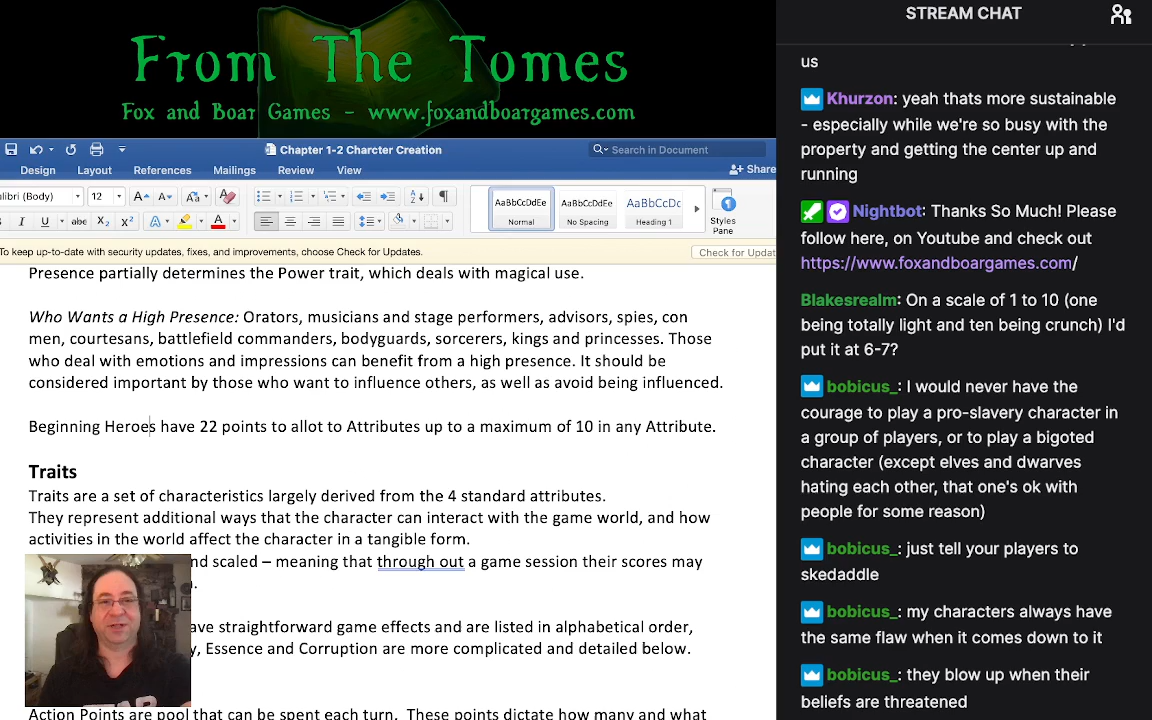 From The Tomes
Fox and Boar Games - www.foxandboargames.com
Chapter 1-2 Charcter Creation
Search in Document
Design Layout References Mailings Review View
Share
alibri (Body) 12
AaBbCcDdEe AaBbCcDdEe AaBbCcDc
Normal No Spacing Heading 1
Styles
Pane
To keep up-to-date with security updates, fixes, and improvements, choose Check for Updates.
Check for Updat
Presence partially determines the Power trait, which deals with magical use.
Who Wants a High Presence: Orators, musicians and stage performers, advisors, spies, con
men, courtesans, battlefield commanders, bodyguards, sorcerers, kings and princesses. Those
who deal with emotions and impressions can benefit from a high presence. It should be
considered important by those who want to influence others, as well as avoid being influenced.
Beginning Heroes have 22 points to allot to Attributes up to a maximum of 10 in any Attribute.
Traits
Traits are a set of characteristics largely derived from the 4 standard attributes.
They represent additional ways that the character can interact with the game world, and how
activities in the world affect the character in a tangible form.
nd scaled – meaning that through out a game session their scores may
ave straightforward game effects and are listed in alphabetical order,
y, Essence and Corruption are more complicated and detailed below.
Action Points are pool that can be spent each turn. These points dictate how many and what
STREAM CHAT
us
Khurzon: yeah thats more sustainable
- especially while we're so busy with the
property and getting the center up and
running
Nightbot: Thanks So Much! Please
follow here, on Youtube and check out
https://www.foxandboargames.com/
Blakesrealm: On a scale of 1 to 10 (one
being totally light and ten being crunch) I'd
put it at 6-7?
bobicus_: I would never have the
courage to play a pro-slavery character in
a group of players, or to play a bigoted
character (except elves and dwarves
hating each other, that one's ok with
people for some reason)
bobicus_: just tell your players to
skedaddle
bobicus_: my characters always have
the same flaw when it comes down to it
bobicus_: they blow up when their
beliefs are threatened